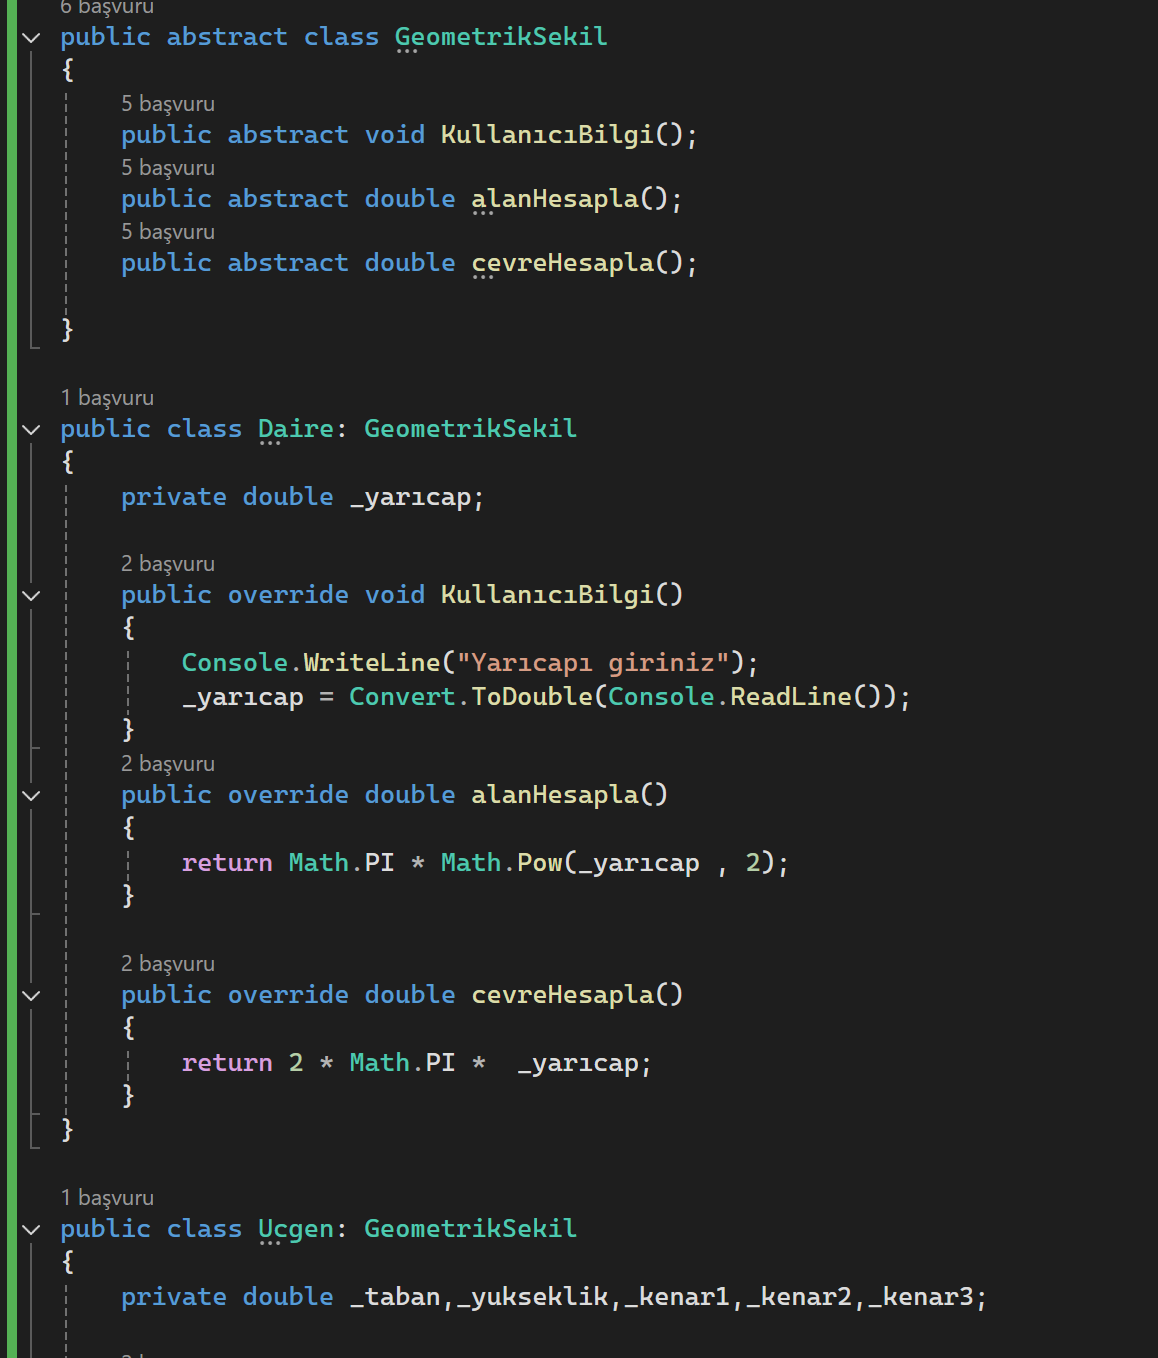 6 başvuru
public abstract class GeometrikSekil
{
5 başvuru
public abstract void KullanıcıBilgi();
5 başvuru
public abstract double alanHesapla();
5 başvuru
public abstract double cevreHesapla();
}
1 başvuru
public class Daire: GeometrikSekil
{
private double _yarıcap;
2 başvuru
public override void KullanıcıBilgi()
{
Console.WriteLine("Yarıcapı giriniz");
_yarıcap = Convert.ToDouble(Console.ReadLine());
}
2 başvuru
public override double alanHesapla()
{
return Math.PI * Math.Pow(_yarıcap , 2);
}
2 başvuru
public override double cevreHesapla()
{
return 2 * Math.PI *  _yarıcap;
}
}
1 başvuru
public class Ucgen: GeometrikSekil
{
private double _taban,_yukseklik,_kenar1,_kenar2,_kenar3;